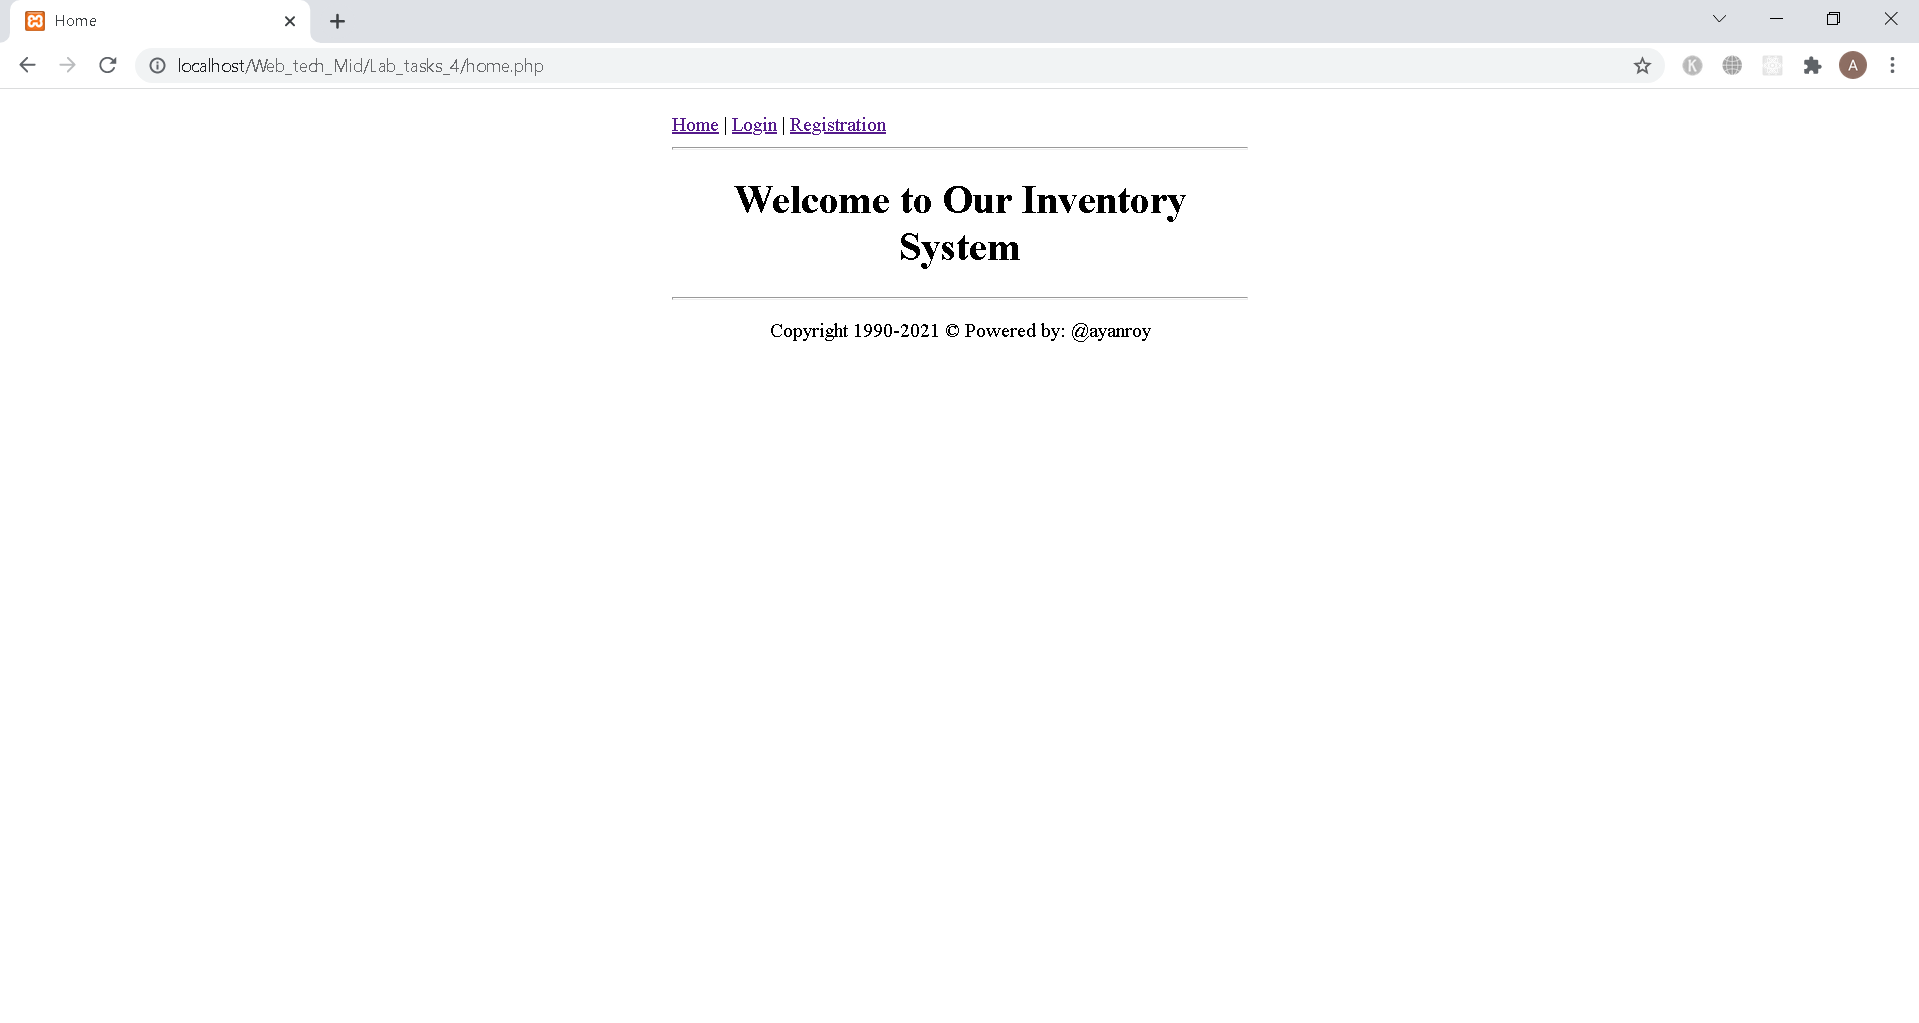 Home
localhost/Web_tech_Mid/Lab_tasks_4/home.php
K
A
Home | Login | Registration
Welcome to Our Inventory
System
Copyright 1990-2021 © Powered by: @ayanroy